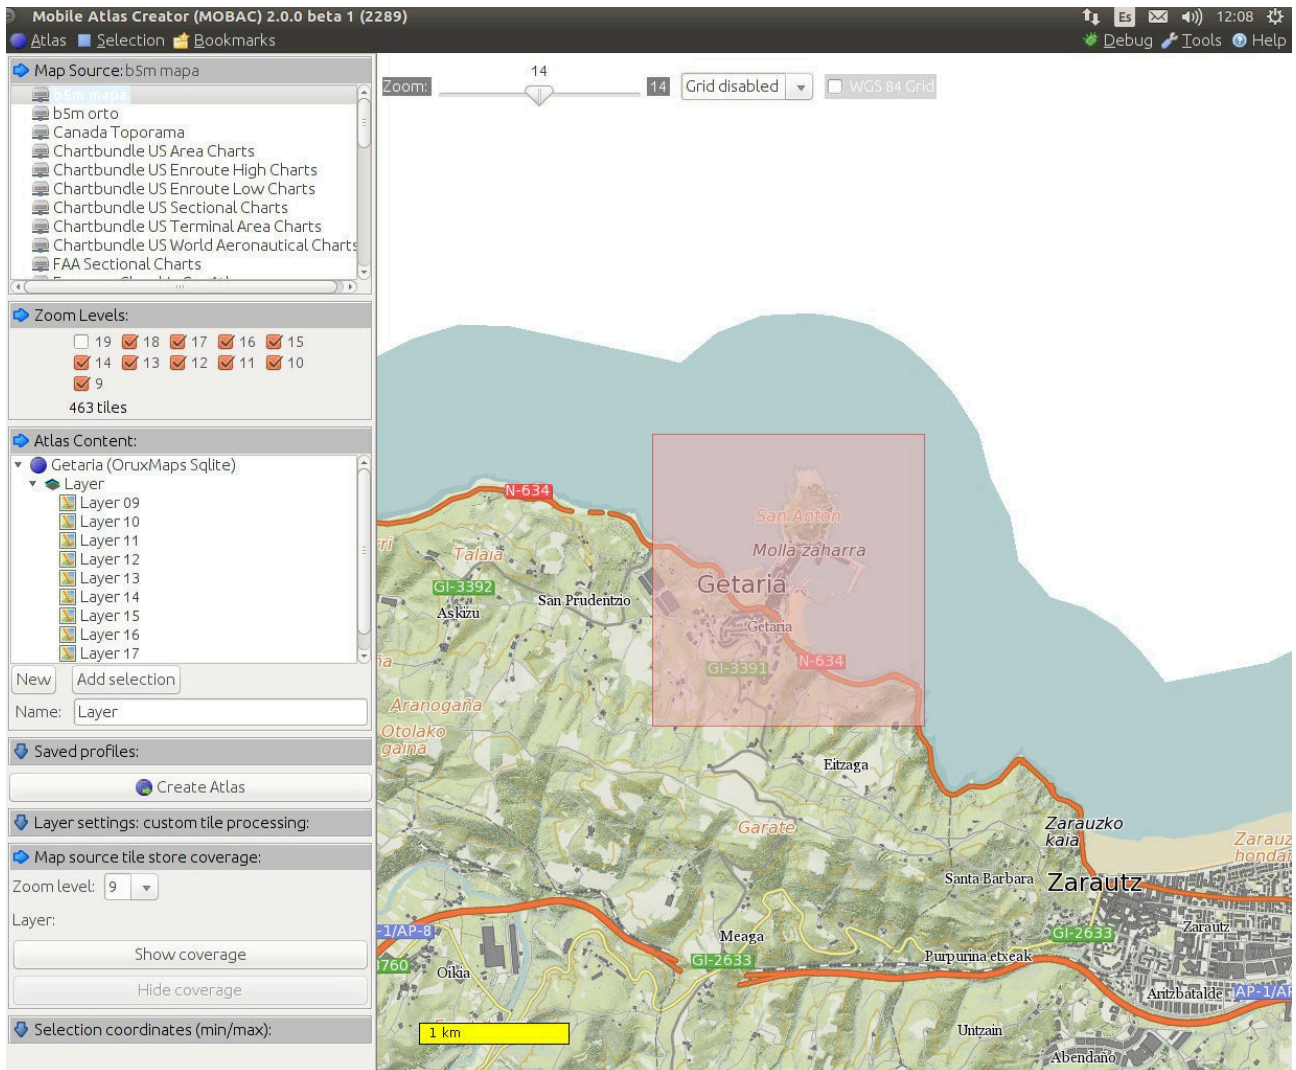 Mobile Atlas Creator (MOBAC) 2.0.0 beta 1 (2289)
Es 12:08
Atlas Selection Bookmarks Debug Tools Help
Map Source: b5m mapa
b5m mapa
b5m orto
Canada Toporama
Chartbundle US Area Charts
Chartbundle US Enroute High Charts
Chartbundle US Enroute Low Charts
Chartbundle US Sectional Charts
Chartbundle US Terminal Area Charts
Chartbundle US World Aeronautical Charts
FAA Sectional Charts
Zoom Levels:
19 18 17 16 15
14 13 12 11 10
9
463 tiles
Atlas Content:
Getaria (OruxMaps Sqlite)
Layer
Layer 09
Layer 10
Layer 11
Layer 12
Layer 13
Layer 14
Layer 15
Layer 16
Layer 17
New Add selection
Name: Layer
Saved profiles:
Create Atlas
Layer settings: custom tile processing:
Map source tile store coverage:
Zoom level: 9
Layer:
Show coverage
Hide coverage
Selection coordinates (min/max):
14
Zoom: 14 Grid disabled WGS 84 Grid
N-634
San Anton
Molla zaharra
Talaia
GI-3392
Getaria
San Prudentzio
Askizu
Getaria
GI-3391
N-634
Aranogaña
Otolako
gaina
Eitzaga
Garate
Zarauzko
kaia
Zarauz
hondar
Santa Barbara
Zarautz
-1/AP-8
Meaga
GI-2633
Zarautz
3760
Oikia
GI-2633
Purpurina etxeak
Aritzbatalde
AP-1/AP
1 km
Untzain
Abendaño